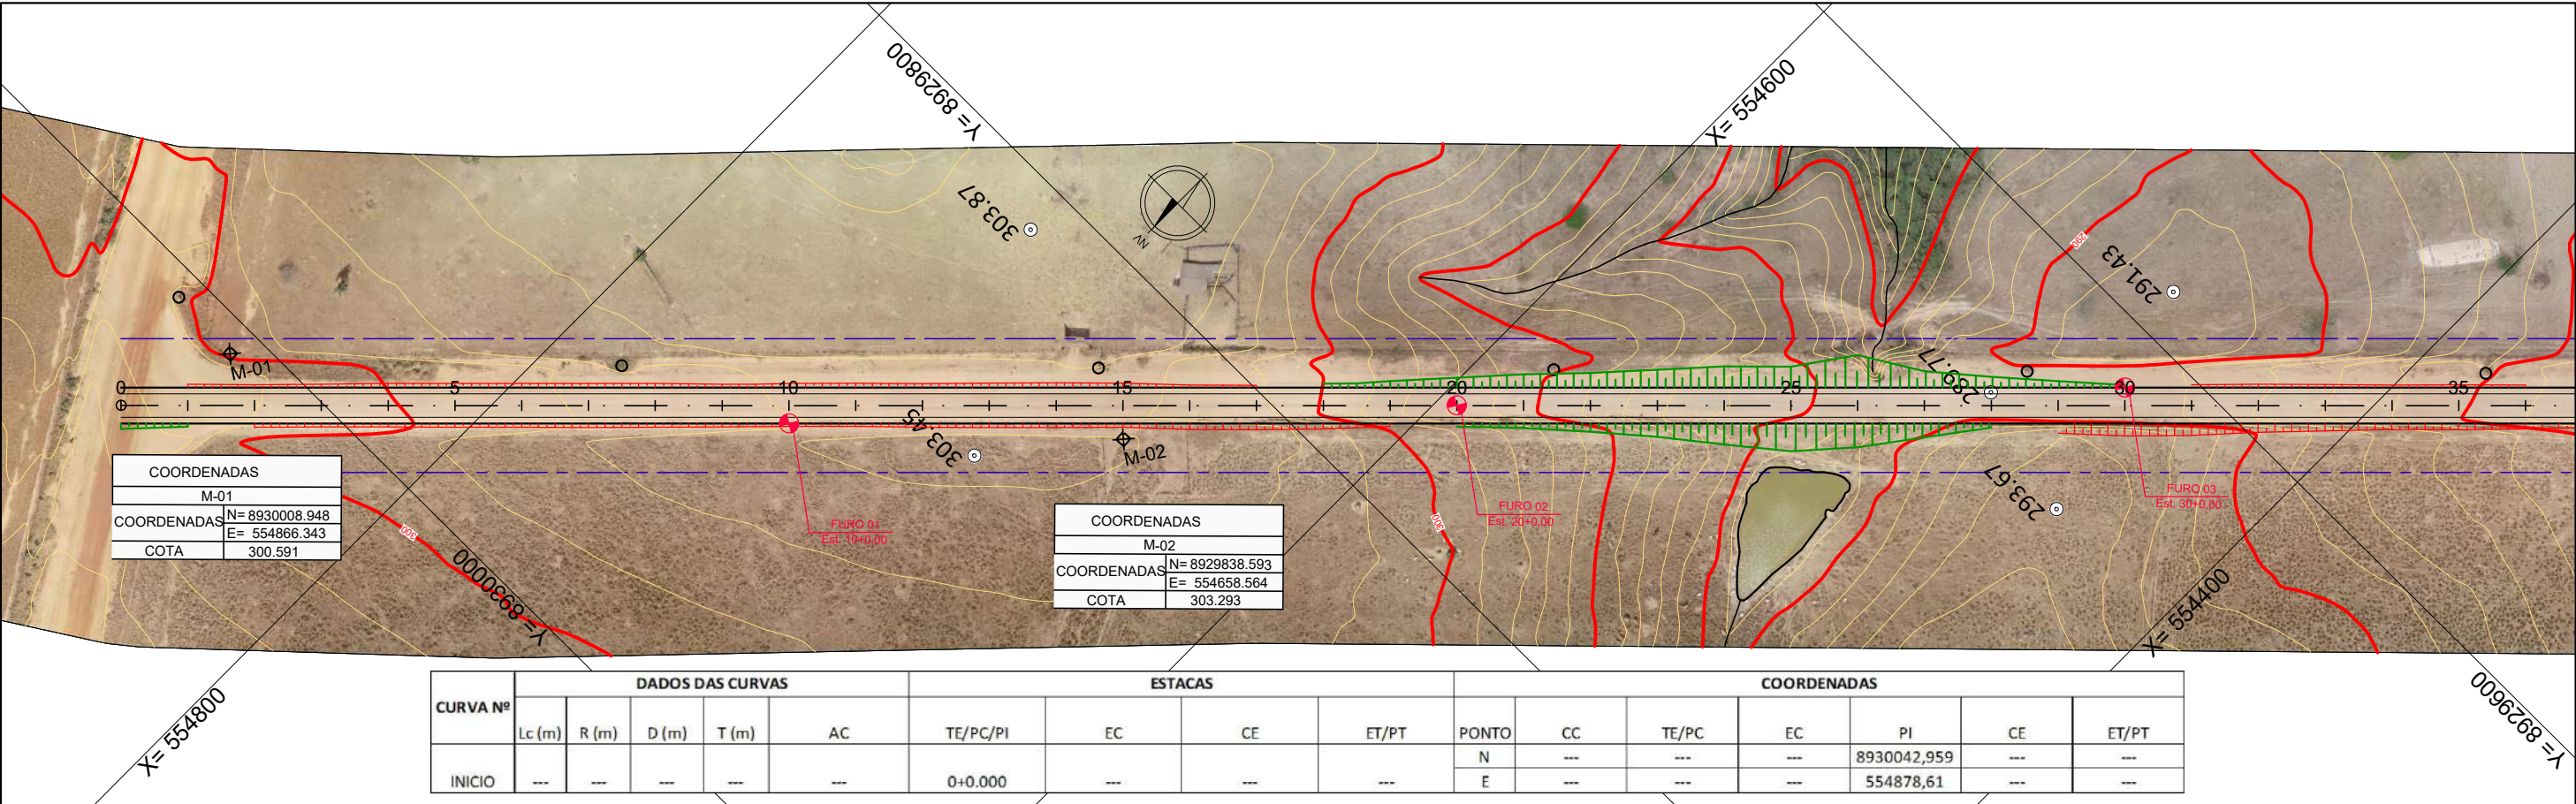 Y= 8929800
X= 554600
303.87
NV
290
291.43
M-01
289.77
0 5 10 15 20 25 30 35
303.45
M-02
293.67
COORDENADAS
M-01
COORDENADAS N= 8930008.948
E= 554866.343
COTA 300.591
300
Y= 8930000
FURO 01
Est. 10+0,00
COORDENADAS
M-02
COORDENADAS N= 8929838.593
E= 554658.564
COTA 303.293
300
FURO 02
Est. 20+0,00
FURO 03
Est. 30+0,00
X= 554400
X= 554800
Y= 8929600
CURVA Nº DADOS DAS CURVAS ESTACAS COORDENADAS
Lc (m) R (m) D (m) T (m) AC TE/PC/PI EC CE ET/PT PONTO CC TE/PC EC PI CE ET/PT
N --- --- --- 8930042,959 --- ---
INICIO --- --- --- --- --- 0+0.000 --- --- --- E --- --- --- 554878,61 --- ---